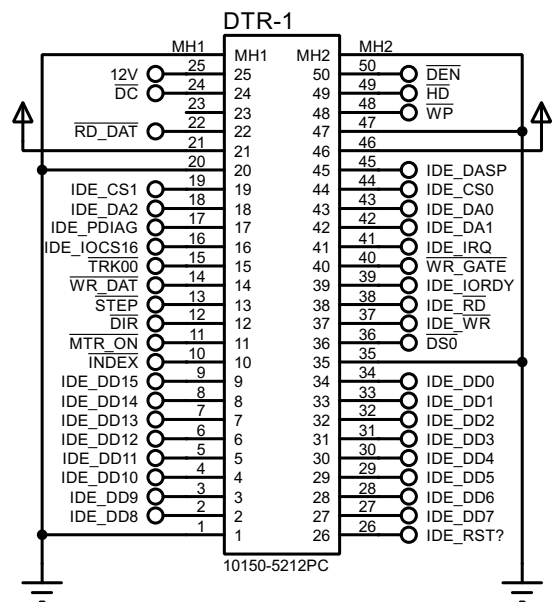 DTR-1
MH1 MH1 MH2 MH2
12V 25 25 50 50 DEN
DC 24 24 49 49 HD
23 23 48 48 WP
RD_DAT 22 22 47 47
21 21 46 46
20 20 45 45 IDE_DASP
IDE_CS1 19 19 44 44 IDE_CS0
IDE_DA2 18 18 43 43 IDE_DA0
IDE_PDIAG 17 17 42 42 IDE_DA1
IDE_IOCS16 16 16 41 41 IDE_IRQ
TRK00 15 15 40 40 WR_GATE
WR_DAT 14 14 39 39 IDE_IORDY
STEP 13 13 38 38 IDE_RD
DIR 12 12 37 37 IDE_WR
MTR_ON 11 11 36 36 DS0
INDEX 10 10 35 35
IDE_DD15 9 9 34 34 IDE_DD0
IDE_DD14 8 8 33 33 IDE_DD1
IDE_DD13 7 7 32 32 IDE_DD2
IDE_DD12 6 6 31 31 IDE_DD3
IDE_DD11 5 5 30 30 IDE_DD4
IDE_DD10 4 4 29 29 IDE_DD5
IDE_DD9 3 3 28 28 IDE_DD6
IDE_DD8 2 2 27 27 IDE_DD7
1 1 26 26 IDE_RST?
10150-5212PC